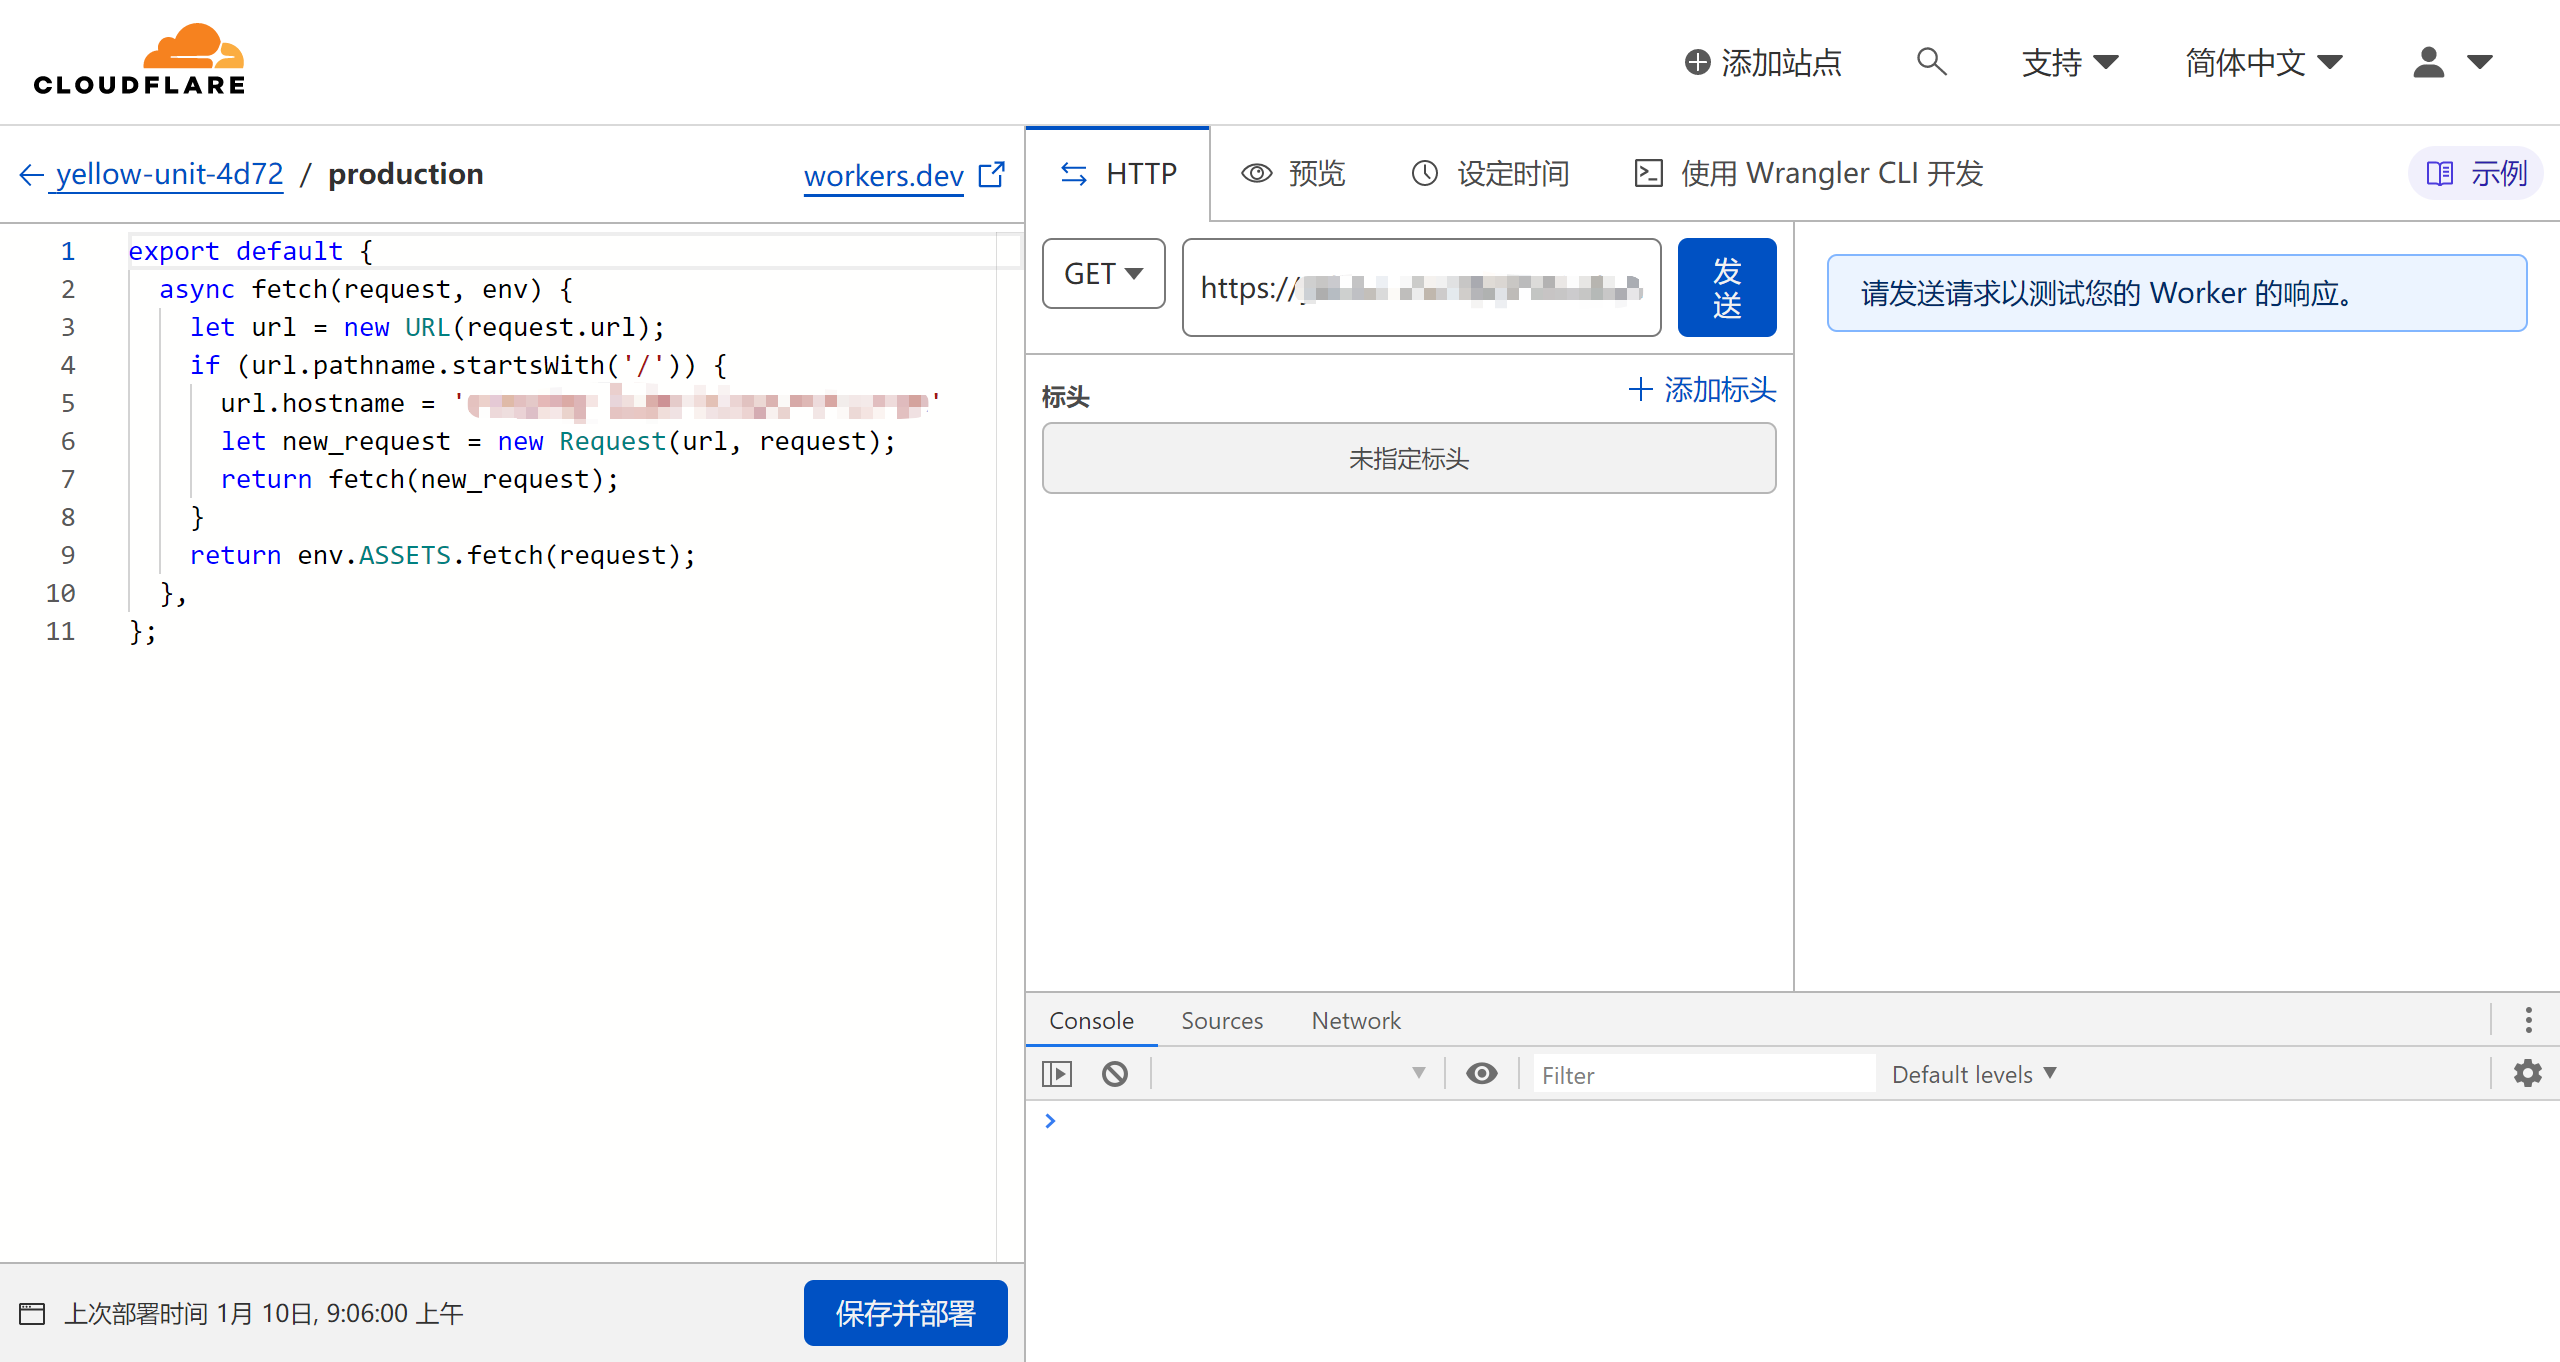 CLOUDFLARE
添加站点
支持
简体中文
yellow-unit-4d72 / production
workers.dev
HTTP
预览
设定时间
使用 Wrangler CLI 开发
示例
1 export default {
2 async fetch(request, env) {
3 let url = new URL(request.url);
4 if (url.pathname.startsWith('/')) {
5 url.hostname = ' '
6 let new_request = new Request(url, request);
7 return fetch(new_request);
8 }
9 return env.ASSETS.fetch(request);
10 },
11 };
GET
https://
发送
请发送请求以测试您的 Worker 的响应。
标头
添加标头
未指定标头
Console
Sources
Network
Filter
Default levels
上次部署时间 1月 10日, 9:06:00 上午
保存并部署